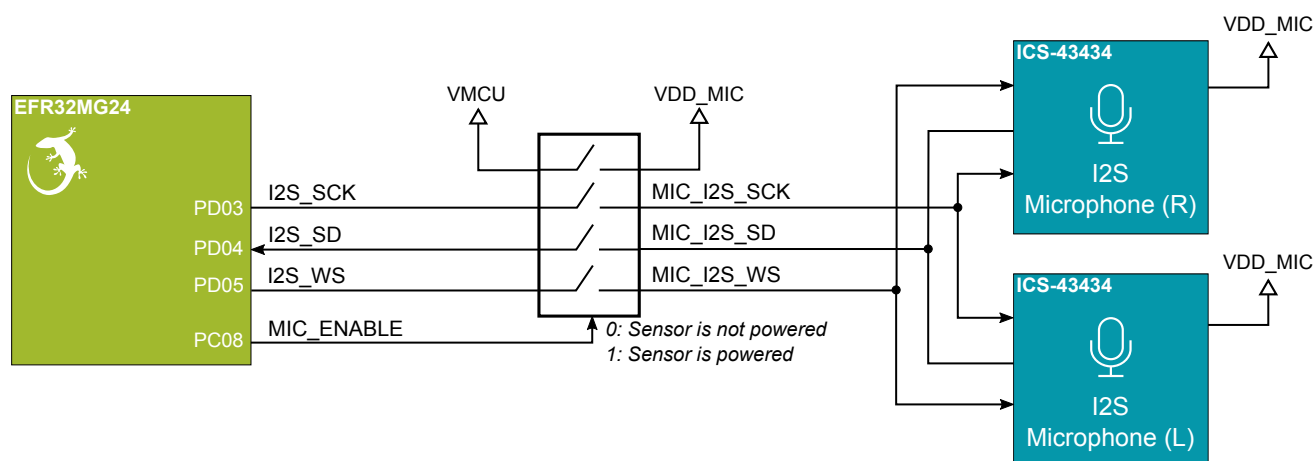 EFR32MG24
PD03
PD04
PD05
PC08
I2S_SCK
I2S_SD
I2S_WS
MIC_ENABLE
VMCU
VDD_MIC
MIC_I2S_SCK
MIC_I2S_SD
MIC_I2S_WS
0: Sensor is not powered
1: Sensor is powered
ICS-43434
I2S
Microphone (R)
VDD_MIC
ICS-43434
I2S
Microphone (L)
VDD_MIC